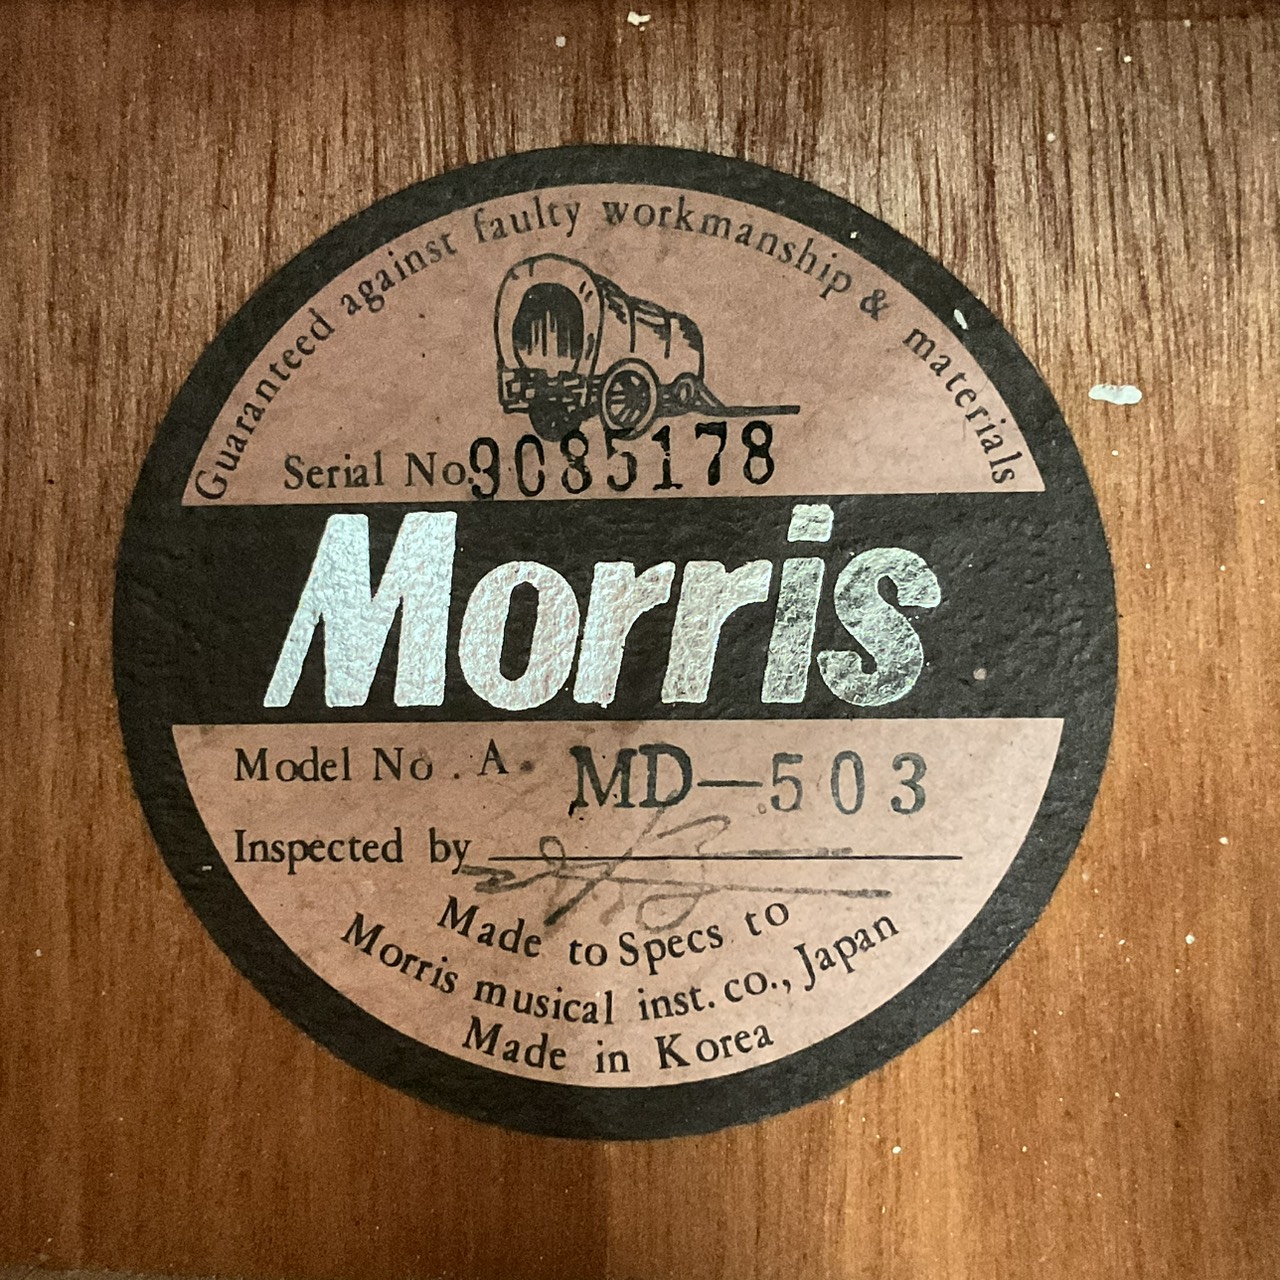 Guaranteed against faulty workmanship & materials
Serial No. 9085178
Morris
Model No. A. MD-503
Inspected by
Made to Specs to
Morris musical inst. co., Japan
Made in Korea